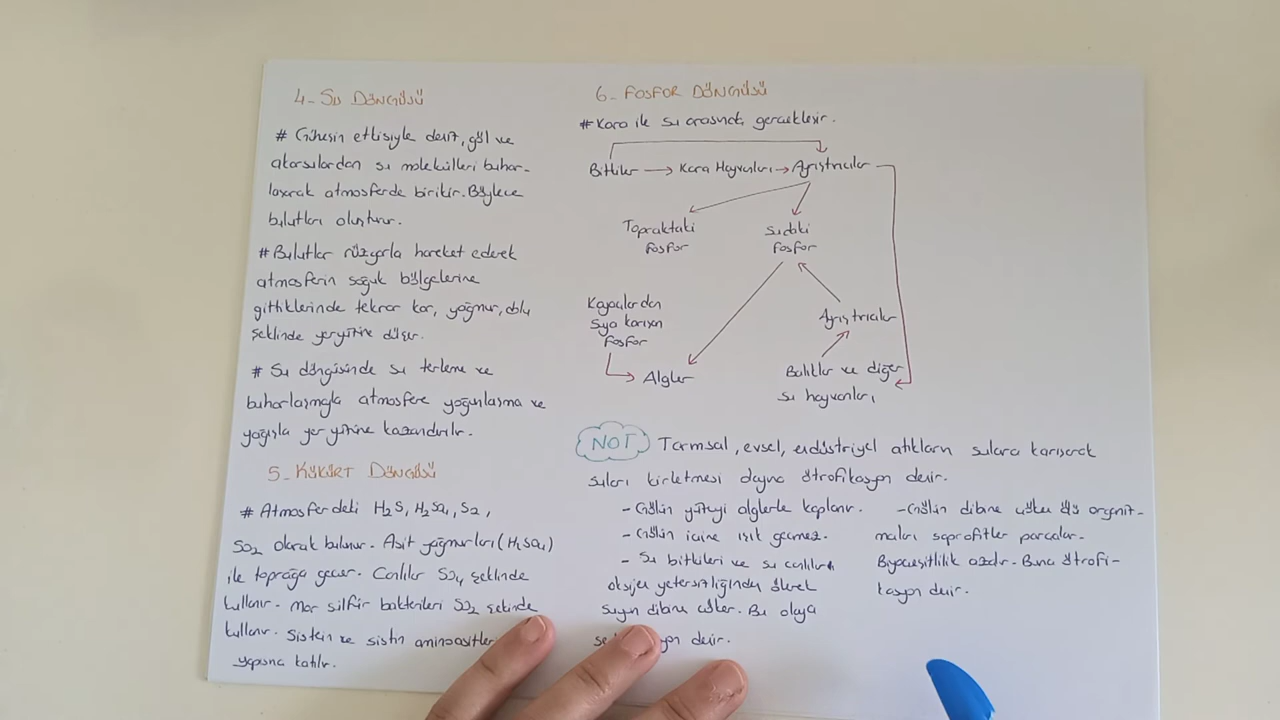 4- Su DÖNGÜSÜ
# Güneşin etkisiyle deniz, göl ve
akarsulardan su molekülleri buhar-
laşarak atmosferde birikir. Böylece
bulutları oluşturur.
# Bulutlar rüzgarla hareket ederek
atmosferin soğuk bölgelerine
gittiklerinde tekrar kar, yağmur, dolu
şeklinde yeryüzüne düşer.
# Su döngüsünde su terleme ve
buharlaşmayla atmosfere yoğunlaşma ve
yağışla yer yüzüne kazandırılır.
5- KÜKÜRT DÖNGÜSÜ
# Atmosferdeki H₂S, H₂SO₄, S₂,
SO₂ olarak bulunur. Asit yağmurları (H₂SO₄)
ile toprağa geçer. Canlılar SO₄ şeklinde
kullanır. Mor sülfür bakterileri SO₂ şeklinde
kullanır. Sistein ve sistin aminoasitler
yapısına katılır.
6- FOSFOR DÖNGÜSÜ
# Kara ile su arasında gerçekleşir.
Bitkiler → Kara Hayvanları → Ayrıştırıcılar
Topraktaki
fosfor
Sudaki
fosfor
Kayaçlardan
Suya karışan
fosfor
Algler
Ayrıştırıcılar
Balıklar ve diğer
su hayvanları
NOT Tarımsal, evsel, endüstriyel atıkların sulara karışarak
suları kirletmesi olayına ötrofikasyon denir.
- Gölün yüzeyi alglerle kaplanır.
- Gölün içine ışık geçmez.
- Su bitkileri ve su canlıları
oksijen yetersizliğinden ölerek
suyun dibine çöker. Bu olaya
denir.
- Gölün dibine çöken ölü organiz-
maları saprofitler parçalar.
Biyoçeşitlilik azalır. Buna ötrofi-
kasyon denir.